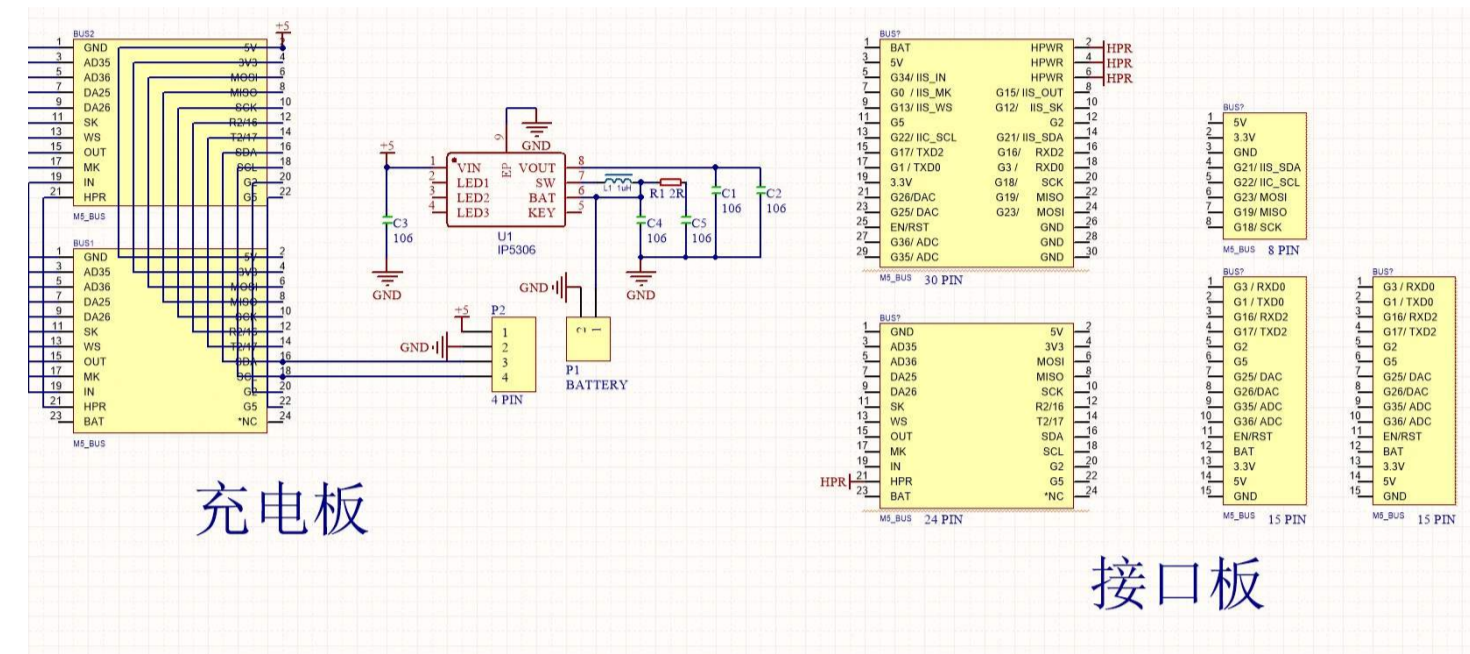 BUS2
+5
1 GND 5V 2
3 AD35 3V3 4
5 AD36 MOSI 6
7 DA25 MISO 8
9 DA26 SCK 10
11 SK R2/16 12
13 WS T2/17 14
15 OUT SDA 16
17 MK SCL 18
19 IN G2 20
21 HPR G5 22
M5_BUS
BUS1
1 GND 5V 2
3 AD35 3V3 4
5 AD36 MOSI 6
7 DA25 MISO 8
9 DA26 SCK 10
11 SK R2/16 12
13 WS T2/17 14
15 OUT SDA 16
17 MK SCL 18
19 IN G2 20
21 HPR G5 22
23 BAT *NC 24
M5_BUS
充电板
+5
GND
9
EP
1 VIN VOUT 8
2 LED1 SW 7
3 LED2 BAT 6
4 LED3 KEY 5
U1
IP5306
L1 1uH
R1 2R
C3
106
C4
106
C5
106
C1
106
C2
106
GND
GND
GND
2 1
P1
BATTERY
+5
GND
P2
1
2
3
4
4 PIN
BUS?
1 BAT HPWR 2 HPR
3 5V HPWR 4 HPR
5 G34/ IIS_IN HPWR 6 HPR
7 G0 / IIS_MK G15/ IIS_OUT 8
9 G13/ IIS_WS G12/ IIS_SK 10
11 G5 G2 12
13 G22/ IIC_SCL G21/ IIS_SDA 14
15 G17/ TXD2 G16/ RXD2 16
17 G1 / TXD0 G3 / RXD0 18
19 3.3V G18/ SCK 20
21 G26/DAC G19/ MISO 22
23 G25/ DAC G23/ MOSI 24
25 EN/RST GND 26
27 G36/ ADC GND 28
29 G35/ ADC GND 30
M5_BUS 30 PIN
BUS?
1 GND 5V 2
3 AD35 3V3 4
5 AD36 MOSI 6
7 DA25 MISO 8
9 DA26 SCK 10
11 SK R2/16 12
13 WS T2/17 14
15 OUT SDA 16
17 MK SCL 18
19 IN G2 20
HPR 21 HPR G5 22
23 BAT *NC 24
M5_BUS 24 PIN
BUS?
1 5V
2 3.3V
3 GND
4 G21/ IIS_SDA
5 G22/ IIC_SCL
6 G23/ MOSI
7 G19/ MISO
8 G18/ SCK
M5_BUS 8 PIN
BUS?
1 G3 / RXD0
2 G1 / TXD0
3 G16/ RXD2
4 G17/ TXD2
5 G2
6 G5
7 G25/ DAC
8 G26/DAC
9 G35/ ADC
10 G36/ ADC
11 EN/RST
12 BAT
13 3.3V
14 5V
15 GND
M5_BUS 15 PIN
BUS?
1 G3 / RXD0
2 G1 / TXD0
3 G16/ RXD2
4 G17/ TXD2
5 G2
6 G5
7 G25/ DAC
8 G26/DAC
9 G35/ ADC
10 G36/ ADC
11 EN/RST
12 BAT
13 3.3V
14 5V
15 GND
M5_BUS 15 PIN
接口板